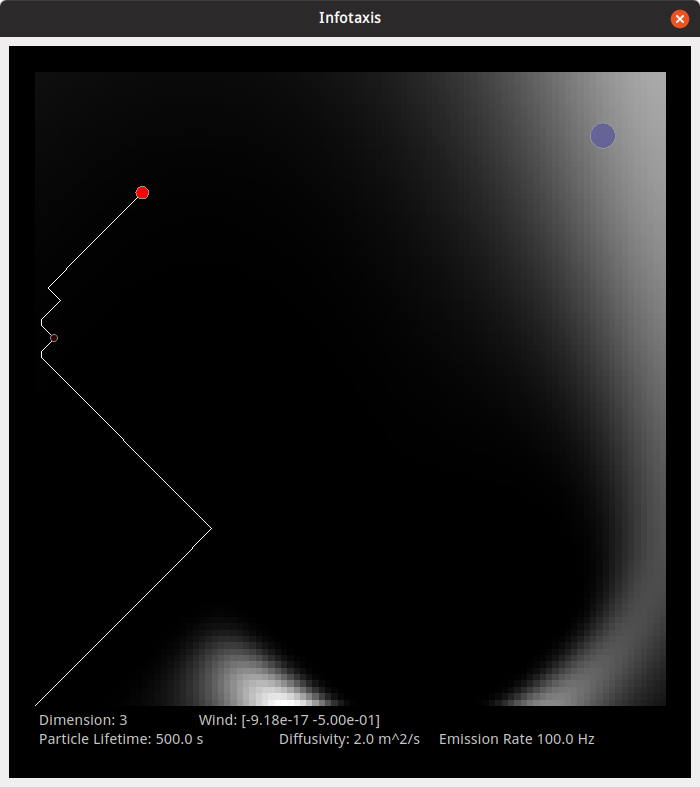 Infotaxis
Dimension: 3 Wind: [-9.18e-17 -5.00e-01]
Particle Lifetime: 500.0 s Diffusivity: 2.0 m^2/s Emission Rate 100.0 Hz